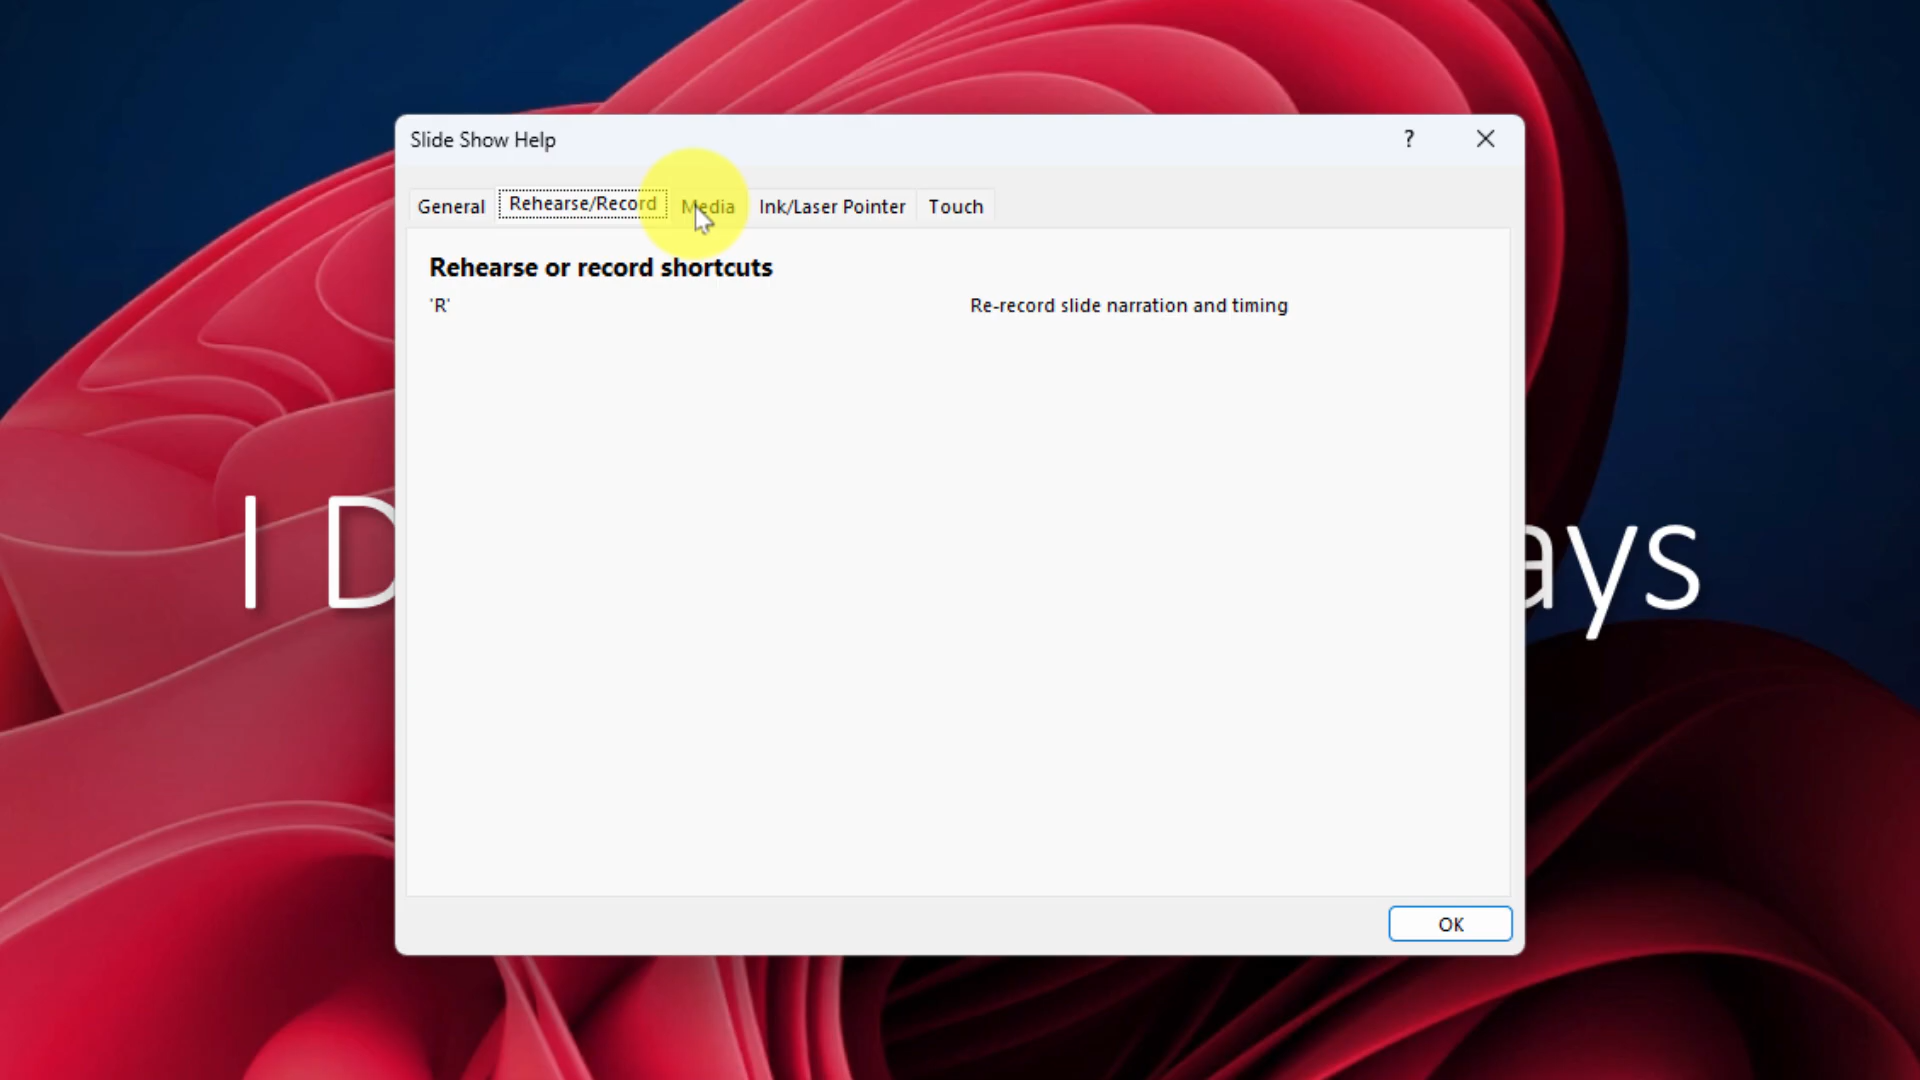 Slide Show Help
?
General Rehearse/Record Media Ink/Laser Pointer Touch
Rehearse or record shortcuts
'R' Re-record slide narration and timing
I D
ays
OK